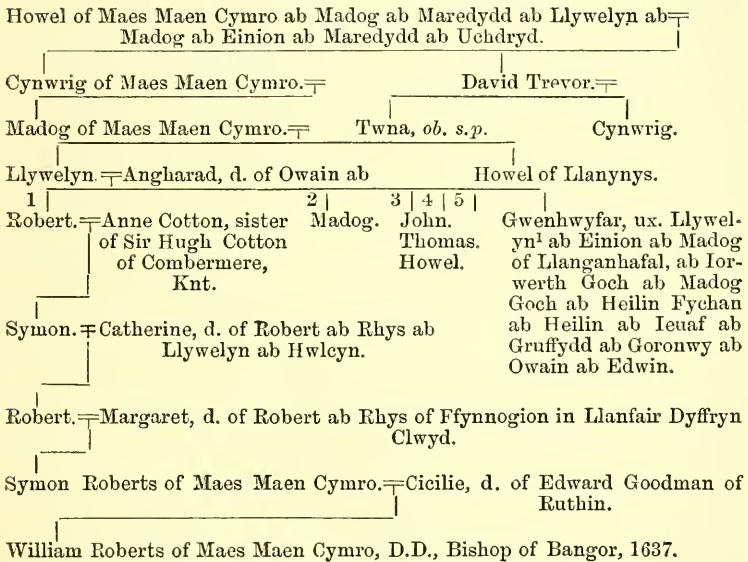 Howel of Maes Maen Cymro ab Madog ab Maredydd ab Llywelyn ab
Madog ab Einion ab Maredydd ab Uchdryd.
Cynwrig of Maes Maen Cymro. David Trevor.
Madog of Maes Maen Cymro. Twna, ob. s.p. Cynwrig.
Llywelyn. Angharad, d. of Owain ab Howel of Llanynys.
1 2 3 4 5
Robert. Anne Cotton, sister Madog. John. Gwenhwyfar, ux. Llywel-
of Sir Hugh Cotton Thomas. yn¹ ab Einion ab Madog
of Combermere, Howel. of Llanganhafal, ab Ior-
Knt. werth Goch ab Madog
Goch ab Heilin Fychan
Symon. Catherine, d. of Robert ab Rhys ab ab Heilin ab Ieuaf ab
Llywelyn ab Hwlcyn. Gruffydd ab Goronwy ab
Owain ab Edwin.
Robert. Margaret, d. of Robert ab Rhys of Ffynnogion in Llanfair Dyffryn
Clwyd.
Symon Roberts of Maes Maen Cymro. Cicilie, d. of Edward Goodman of
Ruthin.
William Roberts of Maes Maen Cymro, D.D., Bishop of Bangor, 1637.